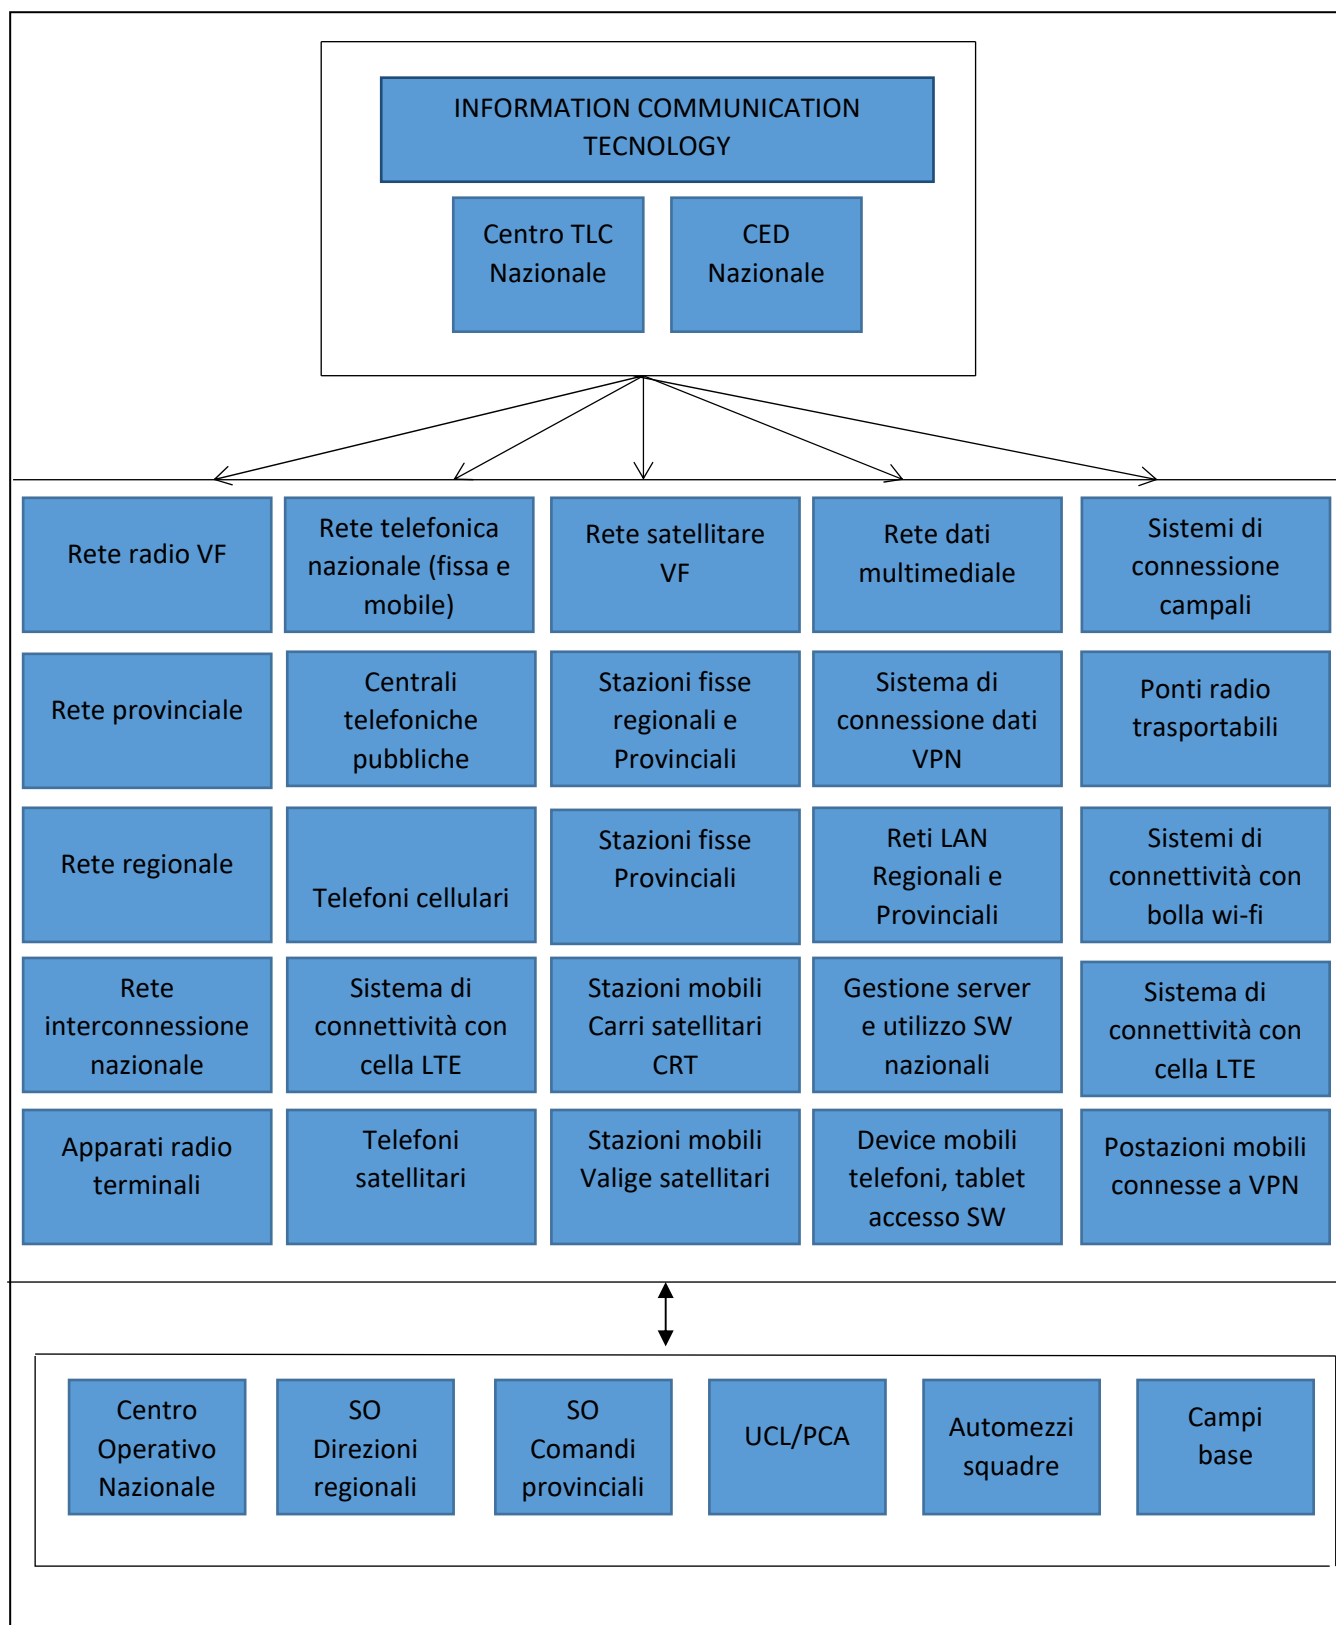 INFORMATION COMMUNICATION
TECNOLOGY
Centro TLC
Nazionale
CED
Nazionale
Rete radio VF
Rete telefonica
nazionale (fissa e
mobile)
Rete satellitare
VF
Rete dati
multimediale
Sistemi di
connessione
campali
Rete provinciale
Centrali
telefoniche
pubbliche
Stazioni fisse
regionali e
Provinciali
Sistema di
connessione dati
VPN
Ponti radio
trasportabili
Rete regionale
Telefoni cellulari
Stazioni fisse
Provinciali
Reti LAN
Regionali e
Provinciali
Sistemi di
connettività con
bolla wi-fi
Rete
interconnessione
nazionale
Sistema di
connettività con
cella LTE
Stazioni mobili
Carri satellitari
CRT
Gestione server
e utilizzo SW
nazionali
Sistema di
connettività con
cella LTE
Apparati radio
terminali
Telefoni
satellitari
Stazioni mobili
Valige satellitari
Device mobili
telefoni, tablet
accesso SW
Postazioni mobili
connesse a VPN
Centro
Operativo
Nazionale
SO
Direzioni
regionali
SO
Comandi
provinciali
UCL/PCA
Automezzi
squadre
Campi
base